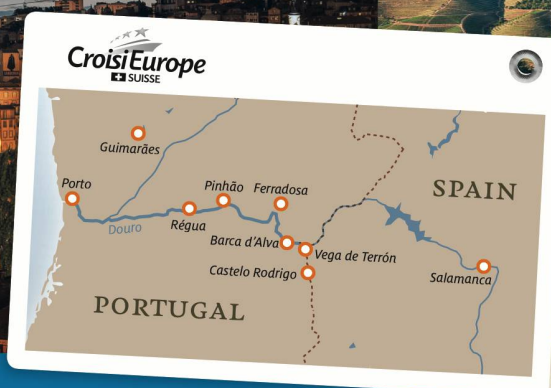 CroisiEurope
SUISSE
Guimarães
Porto
Pinhão
Ferradosa
SPAIN
Douro
Régua
Barca d'Alva
Vega de Terrón
Castelo Rodrigo
Salamanca
PORTUGAL